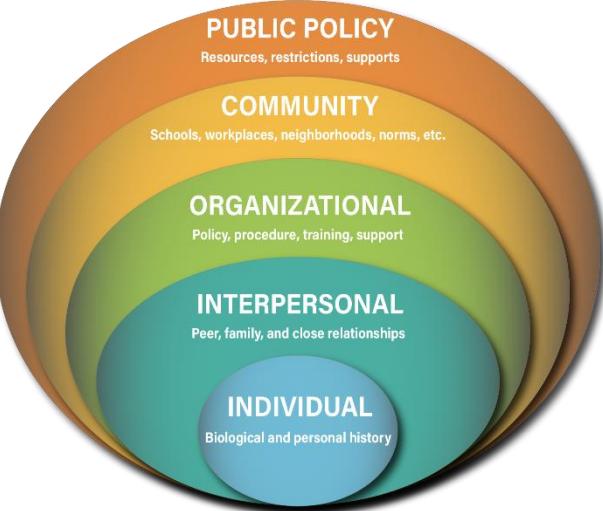 PUBLIC POLICY
Resources, restrictions, supports
COMMUNITY
Schools, workplaces, neighborhoods, norms, etc.
ORGANIZATIONAL
Policy, procedure, training, support
INTERPERSONAL
Peer, family, and close relationships
INDIVIDUAL
Biological and personal history